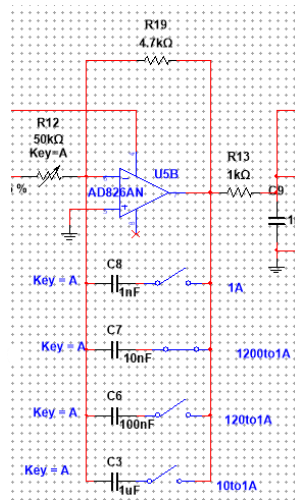 R19
4.7kΩ
R12
50kΩ
Key=A
%
U5B
AD826AN
R13
1kΩ
C9
C8
Key = A
1nF
1A
C7
Key = A
10nF
1200to1A
C6
Key = A
100nF
120to1A
C3
Key = A
1uF
10to1A